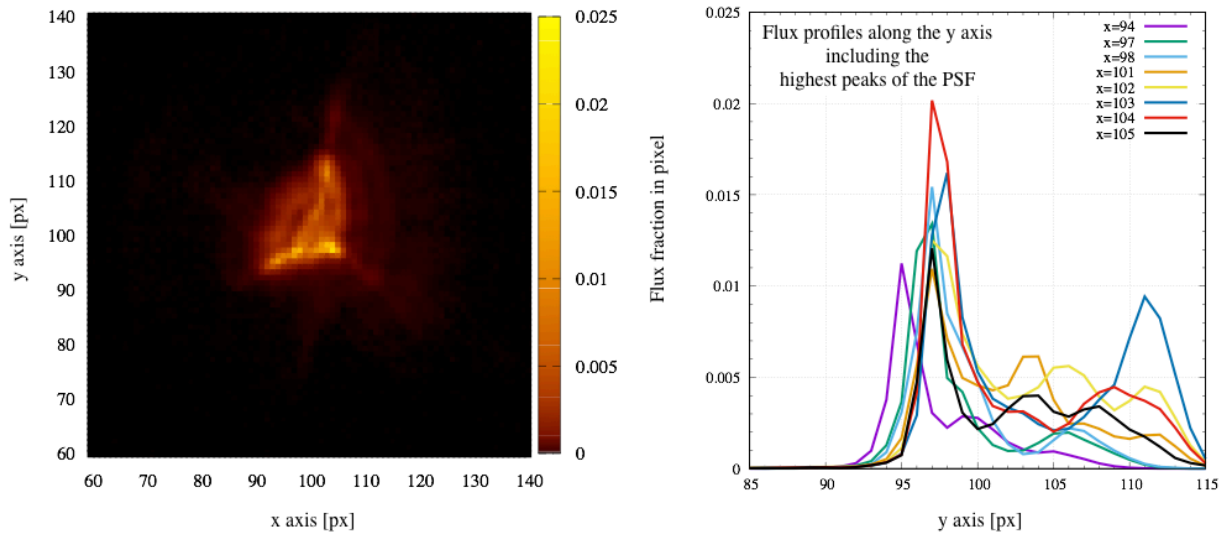 140
130
120
110
100
90
80
70
60
y axis [px]
60 70 80 90 100 110 120 130 140
x axis [px]
0.025
0.02
0.015
0.01
0.005
0
Flux profiles along the y axis
including the
highest peaks of the PSF
x=94
x=97
x=98
x=101
x=102
x=103
x=104
x=105
0.025
0.02
0.015
0.01
0.005
0
Flux fraction in pixel
85 90 95 100 105 110 115
y axis [px]